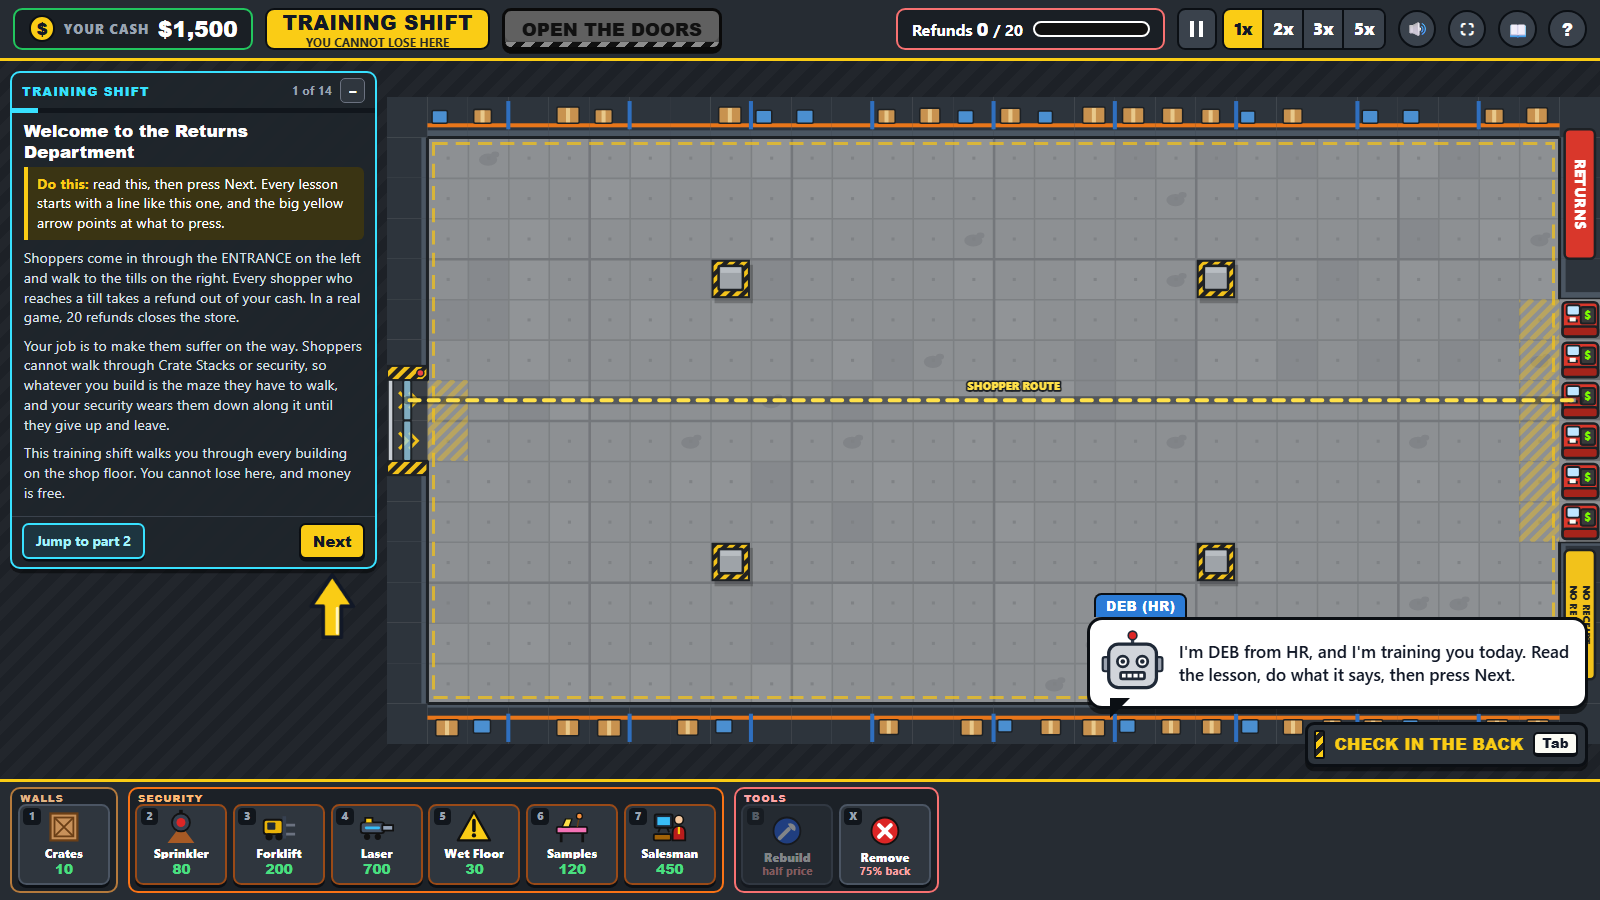 $ YOUR CASH $1,500
TRAINING SHIFT
YOU CANNOT LOSE HERE
OPEN THE DOORS
Refunds 0 / 20
1x 2x 3x 5x
?
TRAINING SHIFT
1 of 14
Welcome to the Returns
Department
Do this: read this, then press Next. Every lesson
starts with a line like this one, and the big yellow
arrow points at what to press.
Shoppers come in through the ENTRANCE on the left
and walk to the tills on the right. Every shopper who
reaches a till takes a refund out of your cash. In a real
game, 20 refunds closes the store.
Your job is to make them suffer on the way. Shoppers
cannot walk through Crate Stacks or security, so
whatever you build is the maze they have to walk,
and your security wears them down along it until
they give up and leave.
This training shift walks you through every building
on the shop floor. You cannot lose here, and money
is free.
Jump to part 2
Next
RETURNS
SHOPPER ROUTE
$
$
$
$
$
$
DEB (HR)
I'm DEB from HR, and I'm training you today. Read
the lesson, do what it says, then press Next.
CHECK IN THE BACK Tab
WALLS
1
Crates
10
SECURITY
2
Sprinkler
80
3
Forklift
200
4
Laser
700
5
Wet Floor
30
6
Samples
120
7
Salesman
450
TOOLS
B
Rebuild
half price
X
Remove
75% back